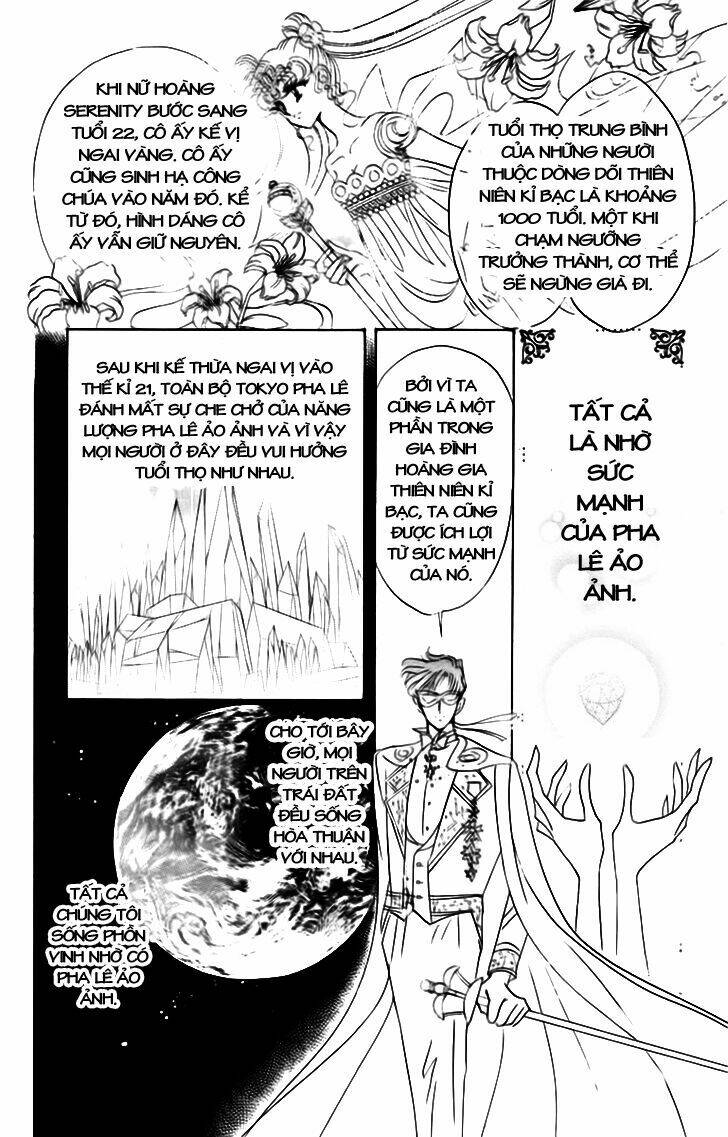 TUỔI THỌ TRUNG BÌNH
CỦA NHỮNG NGƯỜI
THUỘC DÒNG DÕI THIÊN
NIÊN KỈ BẠC LÀ KHOẢNG
1000 TUỔI. MỘT KHI
CHẠM NGƯỠNG
TRƯỞNG THÀNH, CƠ THỂ
SẼ NGỪNG GIÀ ĐI.
KHI NỮ HOÀNG
SERENITY BƯỚC SANG
TUỔI 22, CÔ ẤY KẾ VỊ
NGAI VÀNG. CÔ ẤY
CŨNG SINH HẠ CÔNG
CHÚA VÀO NĂM ĐÓ. KỂ
TỪ ĐÓ, HÌNH DÁNG CÔ
ẤY VẪN GIỮ NGUYÊN.
TẤT CẢ
LÀ NHỜ
SỨC
MẠNH
CỦA PHA
LÊ ẢO
ẢNH.
BỞI VÌ TA
CŨNG LÀ MỘT
PHẦN TRONG
GIA ĐÌNH
HOÀNG GIA
THIÊN NIÊN KỈ
BẠC, TA CŨNG
ĐƯỢC ÍCH LỢI
TỪ SỨC MẠNH
CỦA NÓ.
SAU KHI KẾ THỪA NGAI VỊ VÀO
THẾ KỈ 21, TOÀN BỘ TOKYO PHA LÊ
ĐÁNH MẤT SỰ CHE CHỞ CỦA NĂNG
LƯỢNG PHA LÊ ẢO ẢNH VÀ VÌ VẬY
MỌI NGƯỜI Ở ĐÂY ĐỀU VUI HƯỞNG
TUỔI THỌ NHƯ NHAU.
CHO TỚI BÂY
GIỜ, MỌI
NGƯỜI TRÊN
TRÁI ĐẤT
ĐỀU SỐNG
HÒA THUẬN
VỚI NHAU.
TẤT CẢ
CHÚNG TÔI
SỐNG PHỒN
VINH NHỜ CÓ
PHA LÊ ẢO
ẢNH.